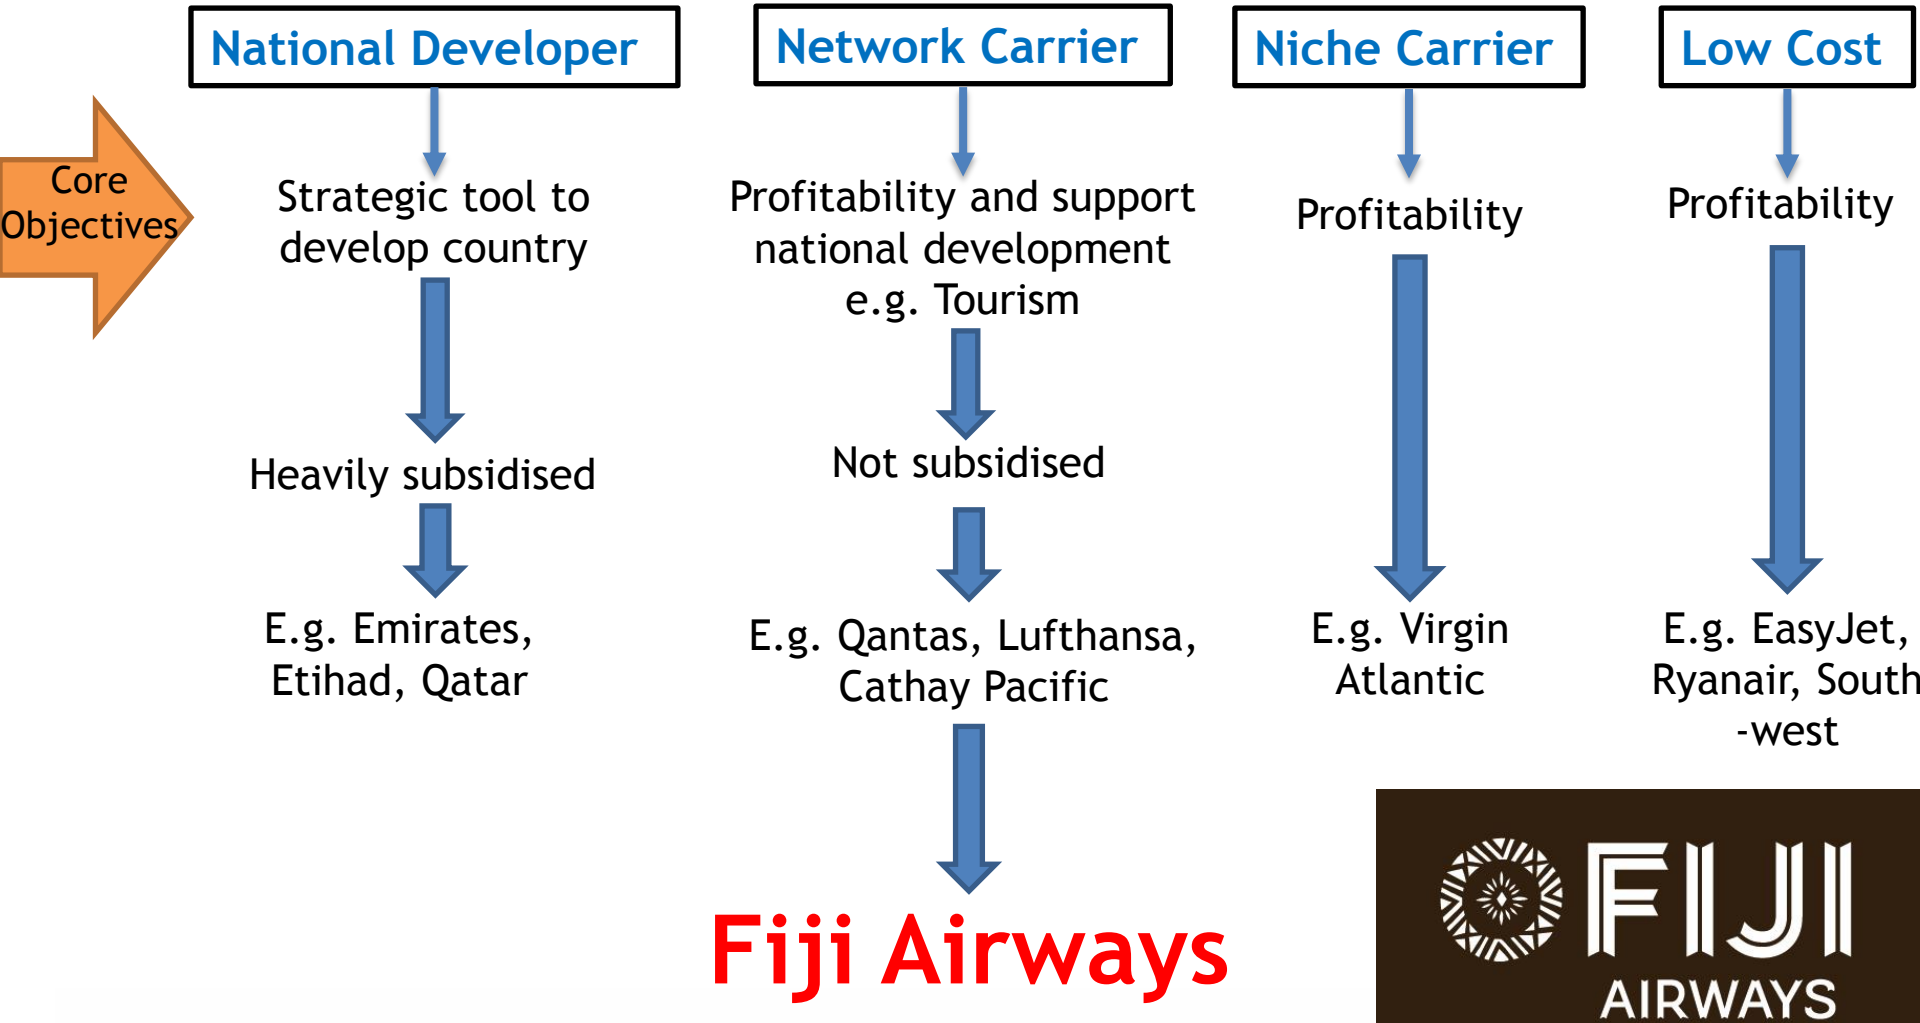 National Developer
Network Carrier
Niche Carrier
Low Cost
Core
Objectives
Strategic tool to
develop country
Profitability and support
national development
e.g. Tourism
Profitability
Profitability
Heavily subsidised
Not subsidised
E.g. Emirates,
Etihad, Qatar
E.g. Qantas, Lufthansa,
Cathay Pacific
E.g. Virgin
Atlantic
E.g. EasyJet,
Ryanair, South
-west
Fiji Airways
FIJI
AIRWAYS